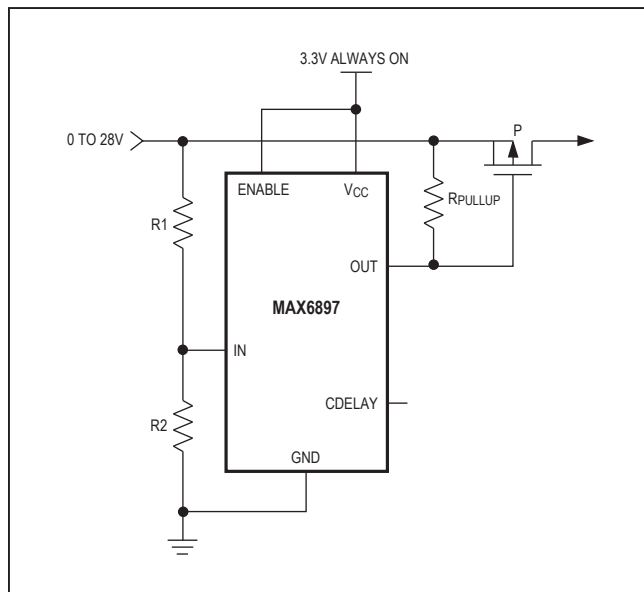 3.3V ALWAYS ON
0 TO 28V
P
ENABLE
VCC
R1
RPULLUP
OUT
MAX6897
IN
CDELAY
R2
GND